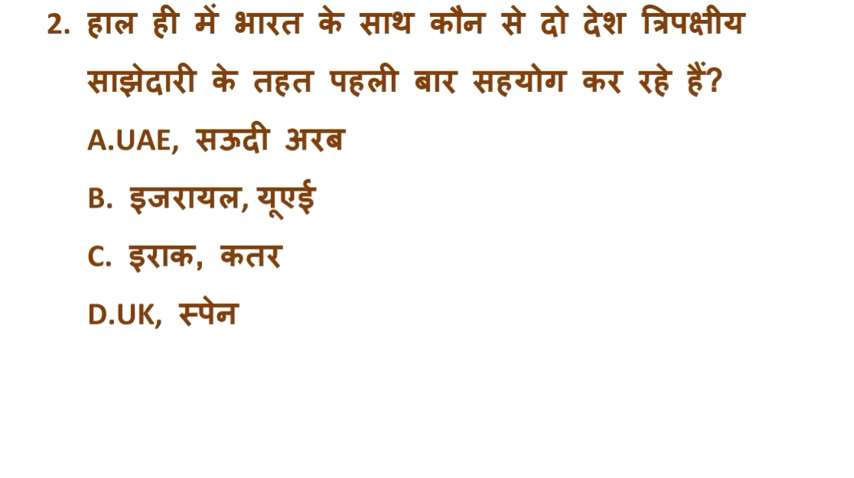 2. हाल ही में भारत के साथ कौन से दो देश त्रिपक्षीय
साझेदारी के तहत पहली बार सहयोग कर रहे हैं?
A.UAE, सऊदी अरब
B. इजरायल, यूएई
C. इराक, कतर
D.UK, स्पेन